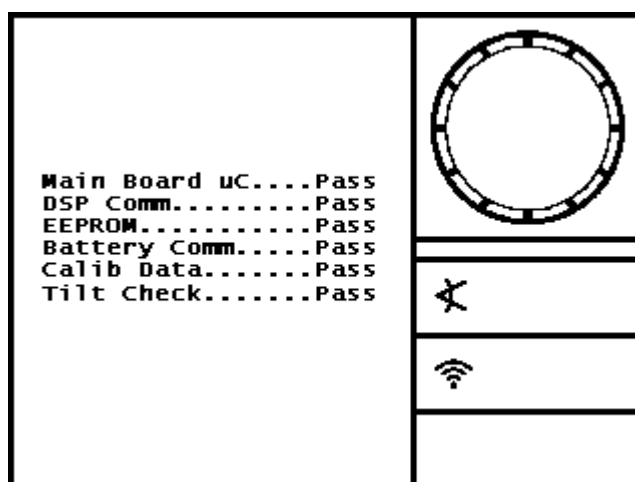 Main Board uC....Pass
DSP Comm.........Pass
EEPROM...........Pass
Battery Comm.....Pass
Calib Data.......Pass
Tilt Check.......Pass